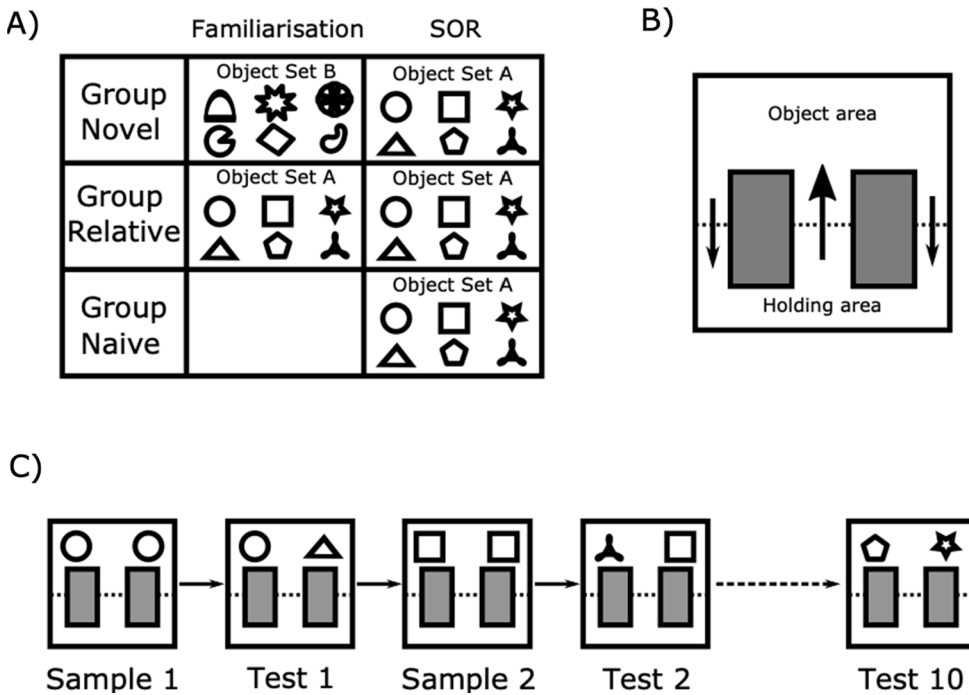 A)
Familiarisation SOR
Group Novel
Object Set B
Object Set A
Group Relative
Object Set A
Object Set A
Group Naive
Object Set A
B)
Object area
Holding area
C)
Sample 1 Test 1 Sample 2 Test 2 Test 10